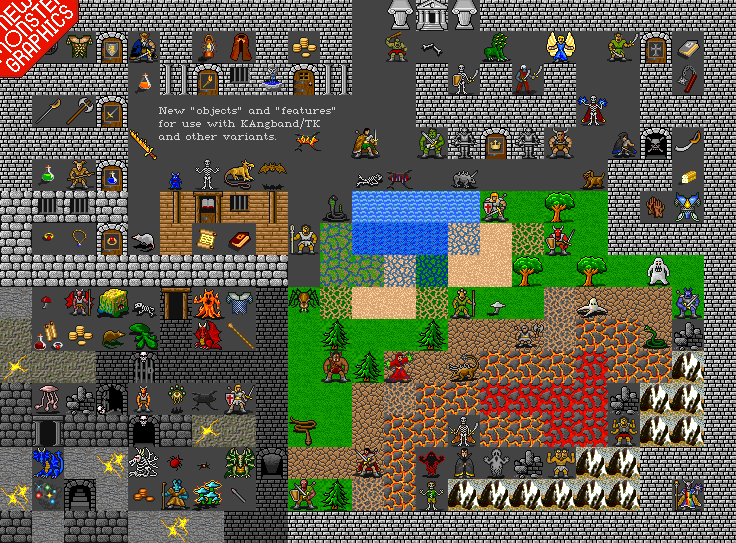 NEW
MONSTER
GRAPHICS
New "objects" and "features"
for use with KAngband/TK
and other variants.